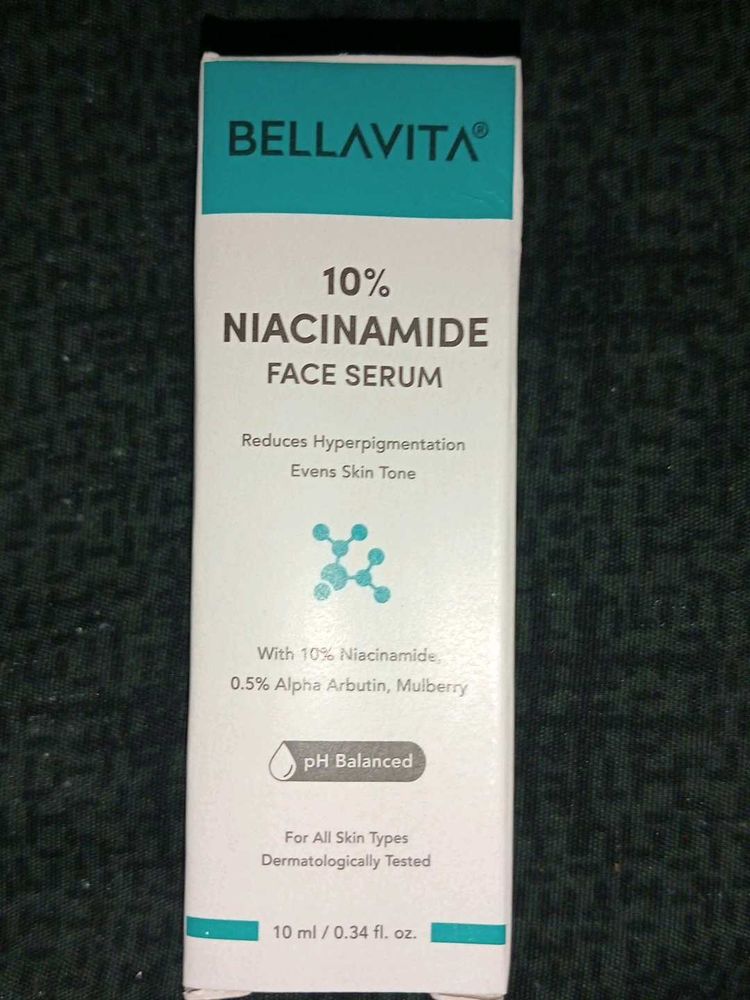 BELLAVITA®
10%
NIACINAMIDE
FACE SERUM
Reduces Hyperpigmentation
Evens Skin Tone
With 10% Niacinamide,
0.5% Alpha Arbutin, Mulberry
pH Balanced
For All Skin Types
Dermatologically Tested
10 ml / 0.34 fl. oz.